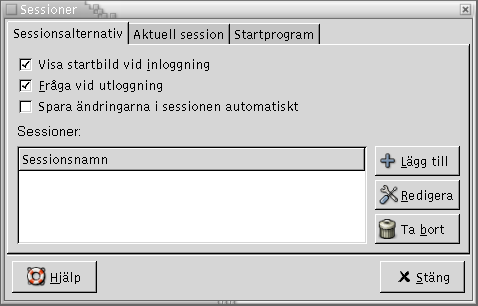 Sessioner
Sessionsalternativ Aktuell session Startprogram
Visa startbild vid inloggning
Fråga vid utloggning
Spara ändringarna i sessionen automatiskt
Sessioner:
Sessionsnamn
Lägg till
Redigera
Ta bort
Hjälp Stäng